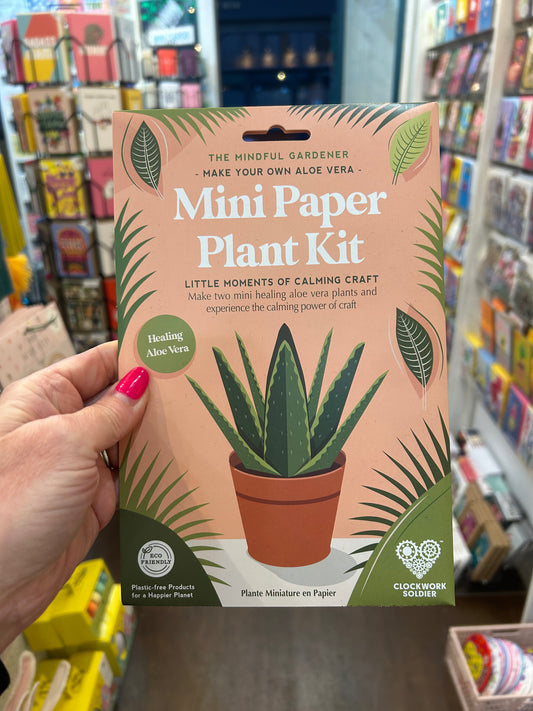 THE MINDFUL GARDENER
- MAKE YOUR OWN ALOE VERA -
Mini Paper
Plant Kit
LITTLE MOMENTS OF CALMING CRAFT
Make two mini healing aloe vera plants and
experience the calming power of craft
Healing
Aloe Vera
ECO
FRIENDLY
Plastic-free Products
for a Happier Planet
Plante Miniature en Papier
CLOCKWORK
SOLDIER